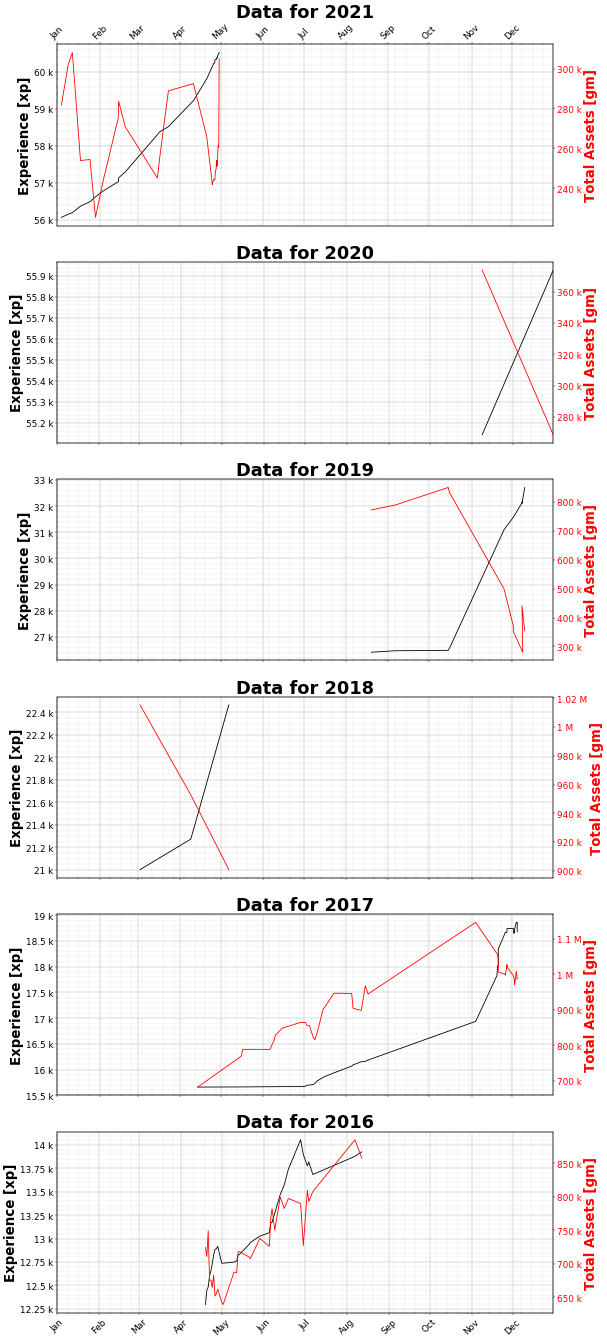 Data for 2021
Jan Feb Mar Apr May Jun Jul Aug Sep Oct Nov Dec
Experience [xp]
60 k
59 k
58 k
57 k
56 k
300 k
280 k
260 k
240 k
Total Assets [gm]
Data for 2020
Experience [xp]
55.9 k
55.8 k
55.7 k
55.6 k
55.5 k
55.4 k
55.3 k
55.2 k
360 k
340 k
320 k
300 k
280 k
Total Assets [gm]
Data for 2019
Experience [xp]
33 k
32 k
31 k
30 k
29 k
28 k
27 k
800 k
700 k
600 k
500 k
400 k
300 k
Total Assets [gm]
Data for 2018
Experience [xp]
22.4 k
22.2 k
22 k
21.8 k
21.6 k
21.4 k
21.2 k
21 k
1.02 M
1 M
980 k
960 k
940 k
920 k
900 k
Total Assets [gm]
Data for 2017
Experience [xp]
19 k
18.5 k
18 k
17.5 k
17 k
16.5 k
16 k
15.5 k
1.1 M
1 M
900 k
800 k
700 k
Total Assets [gm]
Data for 2016
Experience [xp]
14 k
13.75 k
13.5 k
13.25 k
13 k
12.75 k
12.5 k
12.25 k
850 k
800 k
750 k
700 k
650 k
Total Assets [gm]
Jan Feb Mar Apr May Jun Jul Aug Sep Oct Nov Dec